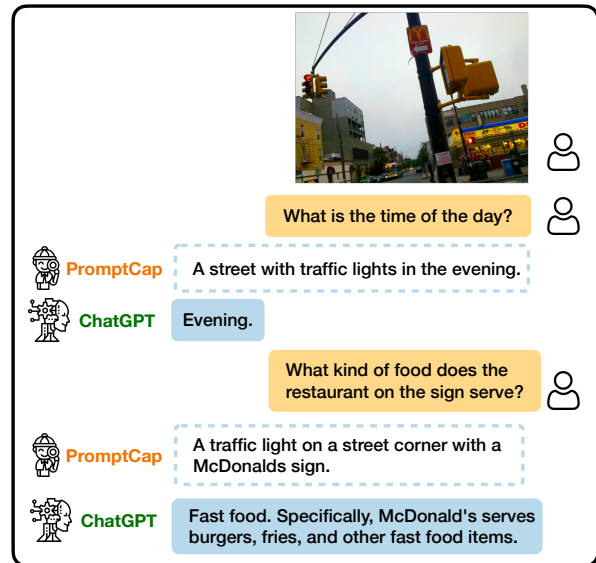 What is the time of the day?
PromptCap
A street with traffic lights in the evening.
ChatGPT
Evening.
What kind of food does the
restaurant on the sign serve?
PromptCap
A traffic light on a street corner with a
McDonalds sign.
ChatGPT
Fast food. Specifically, McDonald's serves
burgers, fries, and other fast food items.